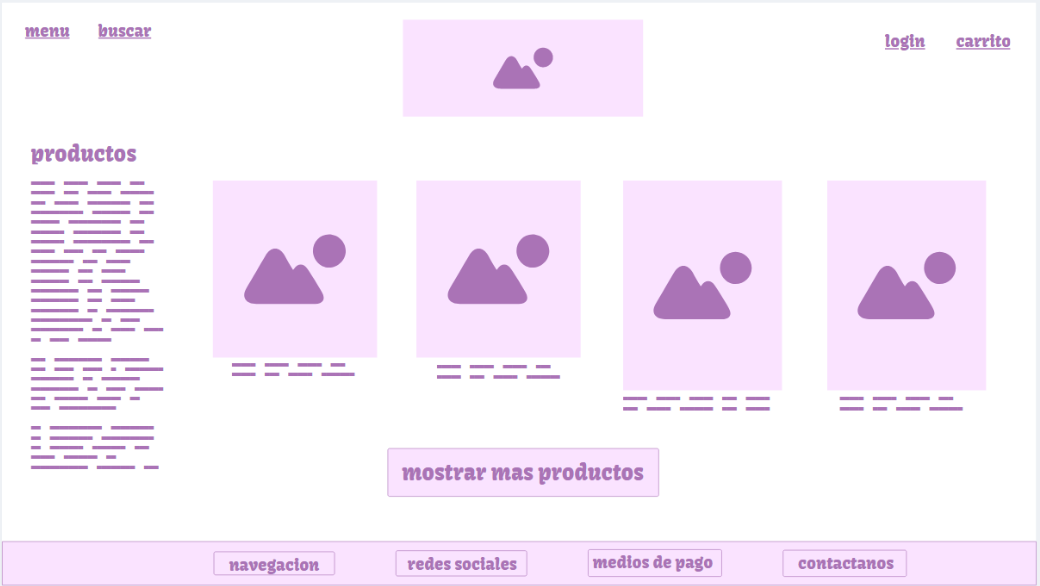 menu
buscar
login
carrito
productos
mostrar mas productos
navegacion
redes sociales
medios de pago
contactanos